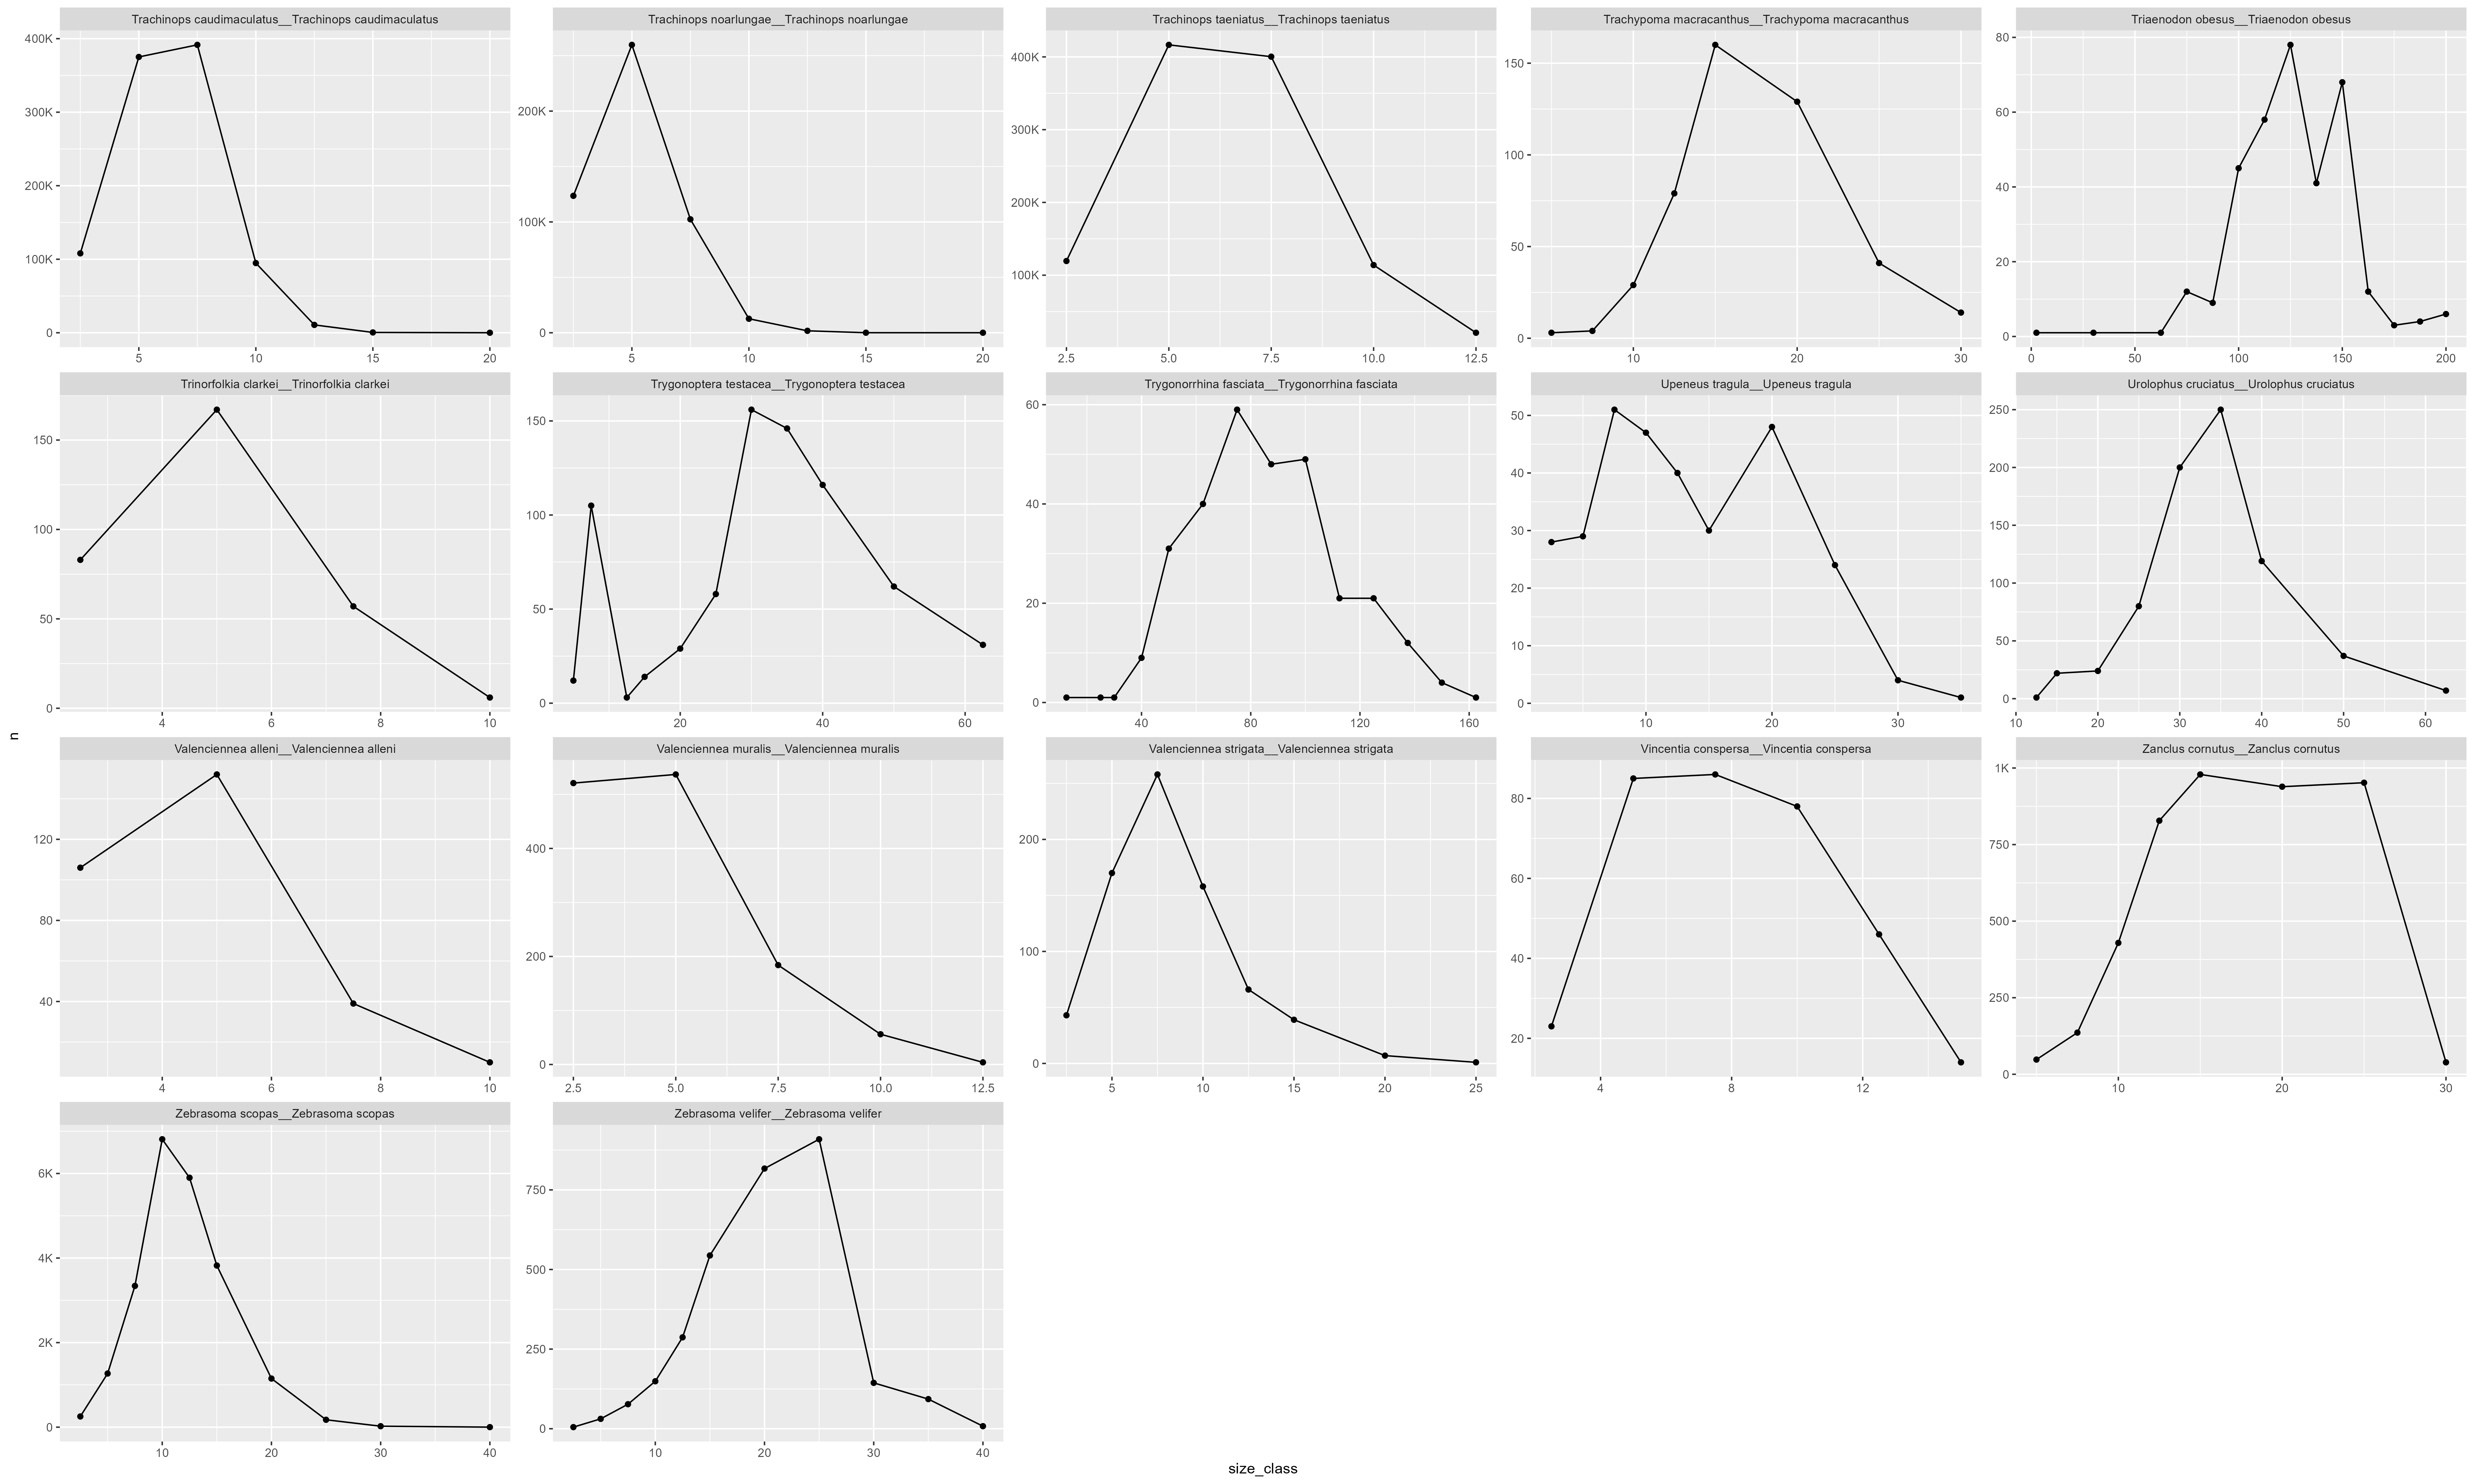 Trachinops caudimaculatus__Trachinops caudimaculatus
400K
300K
200K
100K
0
5 10 15 20
Trachinops noarlungae__Trachinops noarlungae
200K
100K
0
5 10 15 20
Trachinops taeniatus__Trachinops taeniatus
400K
300K
200K
100K
2.5 5.0 7.5 10.0 12.5
Trachypoma macracanthus__Trachypoma macracanthus
150
100
50
0
10 20 30
Triaenodon obesus__Triaenodon obesus
80
60
40
20
0
0 50 100 150 200
Trinorfolkia clarkei__Trinorfolkia clarkei
150
100
50
0
4 6 8 10
Trygonoptera testacea__Trygonoptera testacea
150
100
50
0
20 40 60
Trygonorrhina fasciata__Trygonorrhina fasciata
60
40
20
0
40 80 120 160
Upeneus tragula__Upeneus tragula
50
40
30
20
10
0
10 20 30
Urolophus cruciatus__Urolophus cruciatus
250
200
150
100
50
0
10 20 30 40 50 60
n
Valenciennea alleni__Valenciennea alleni
120
80
40
4 6 8 10
Valenciennea muralis__Valenciennea muralis
400
200
0
2.5 5.0 7.5 10.0 12.5
Valenciennea strigata__Valenciennea strigata
200
100
0
5 10 15 20 25
Vincentia conspersa__Vincentia conspersa
80
60
40
20
4 8 12
Zanclus cornutus__Zanclus cornutus
1K
750
500
250
0
10 20 30
Zebrasoma scopas__Zebrasoma scopas
6K
4K
2K
0
10 20 30 40
Zebrasoma velifer__Zebrasoma velifer
750
500
250
0
10 20 30 40
size_class